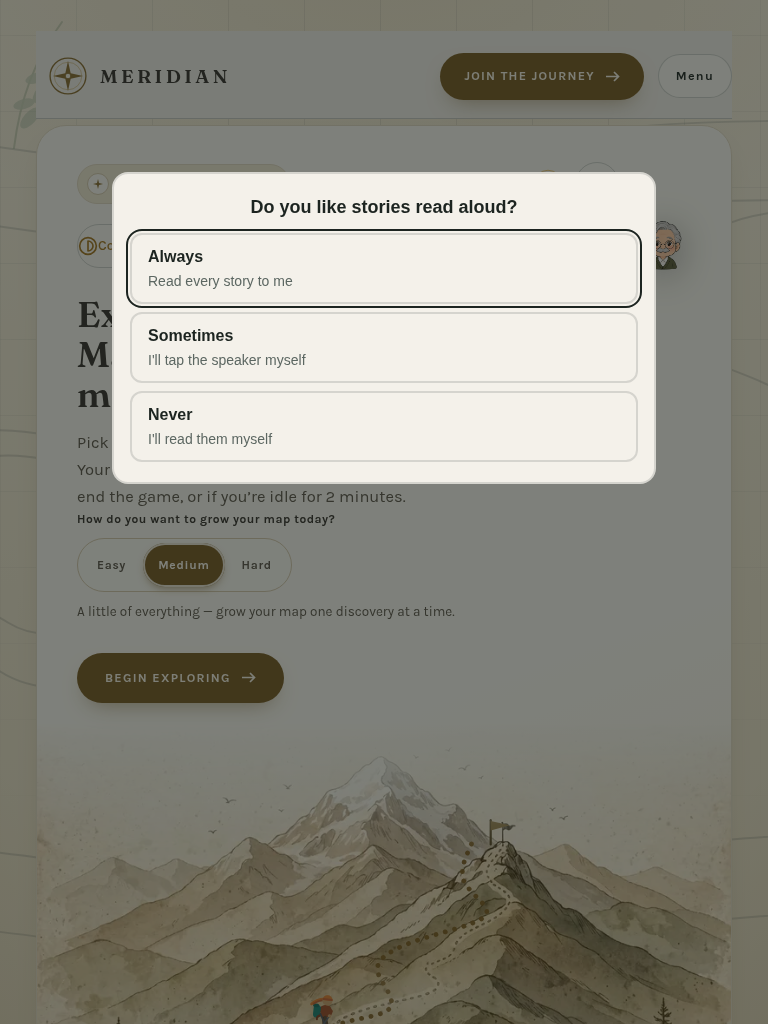 MERIDIAN
JOIN THE JOURNEY
Menu
Do you like stories read aloud?
Always
Read every story to me
Sometimes
I'll tap the speaker myself
Never
I'll read them myself
Pick
Your
end the game, or if you're idle for 2 minutes.
How do you want to grow your map today?
Easy Medium Hard
A little of everything — grow your map one discovery at a time.
BEGIN EXPLORING